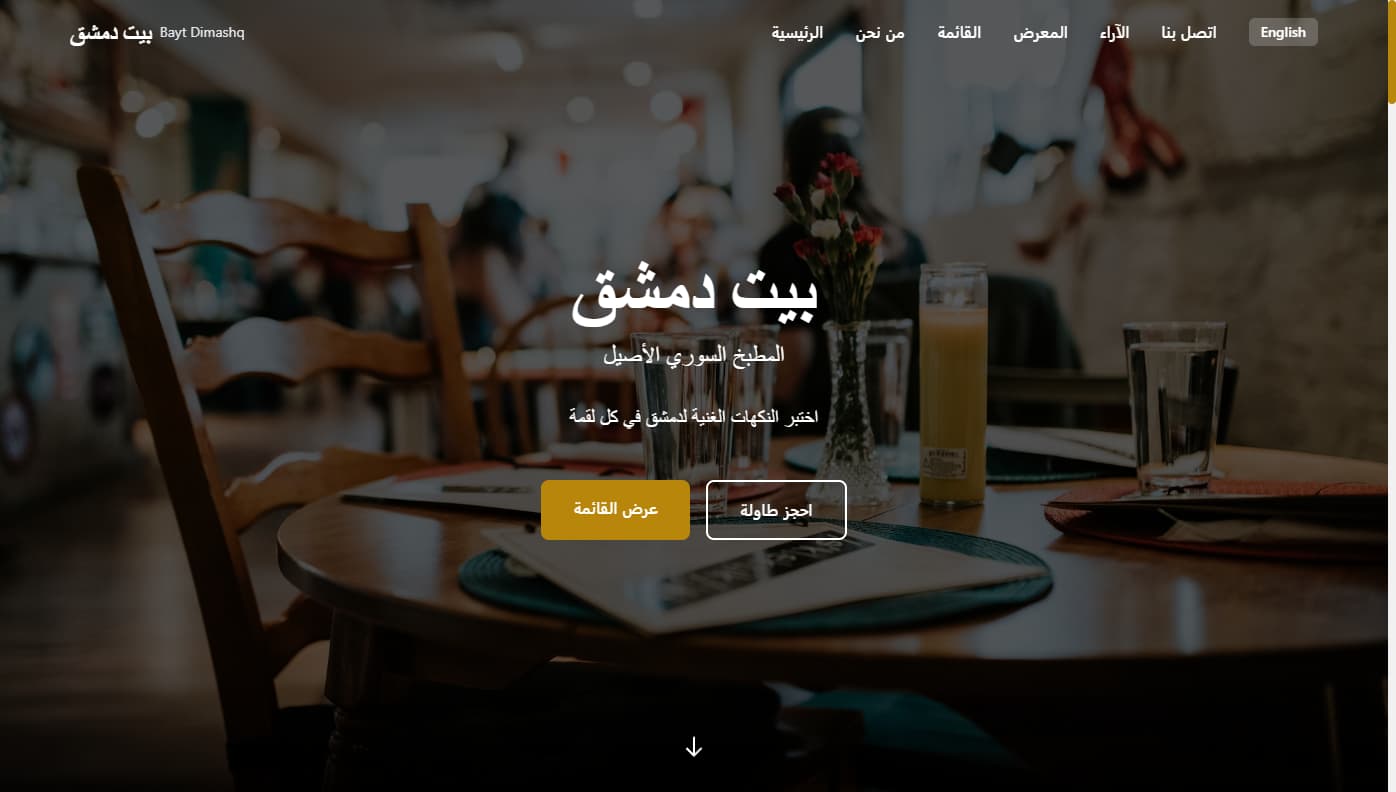 بيت دمشق Bayt Dimashq
الرئيسية
من نحن
القائمة
المعرض
الآراء
اتصل بنا
English
بيت دمشق
المطبخ السوري الأصيل
اختبر النكهات الغنية لدمشق في كل لقمة
عرض القائمة
احجز طاولة